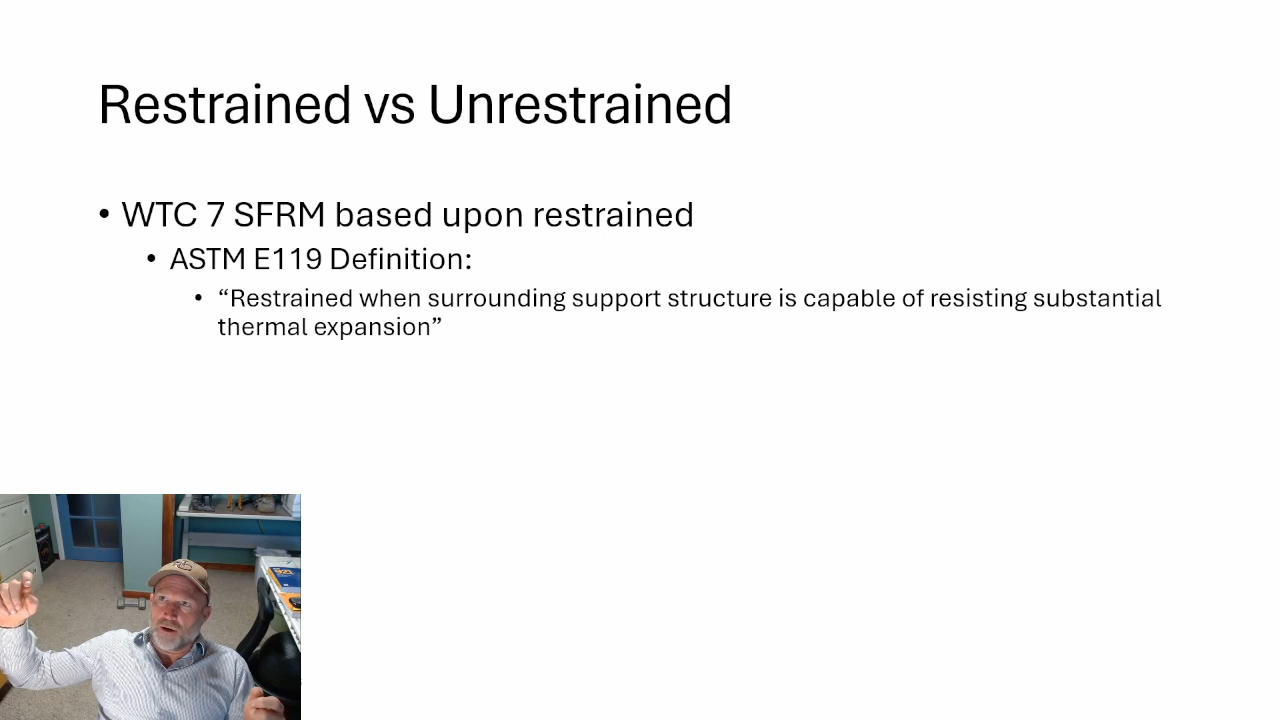 Restrained vs Unrestrained
• WTC 7 SFRM based upon restrained
• ASTM E119 Definition:
• “Restrained when surrounding support structure is capable of resisting substantial
thermal expansion”